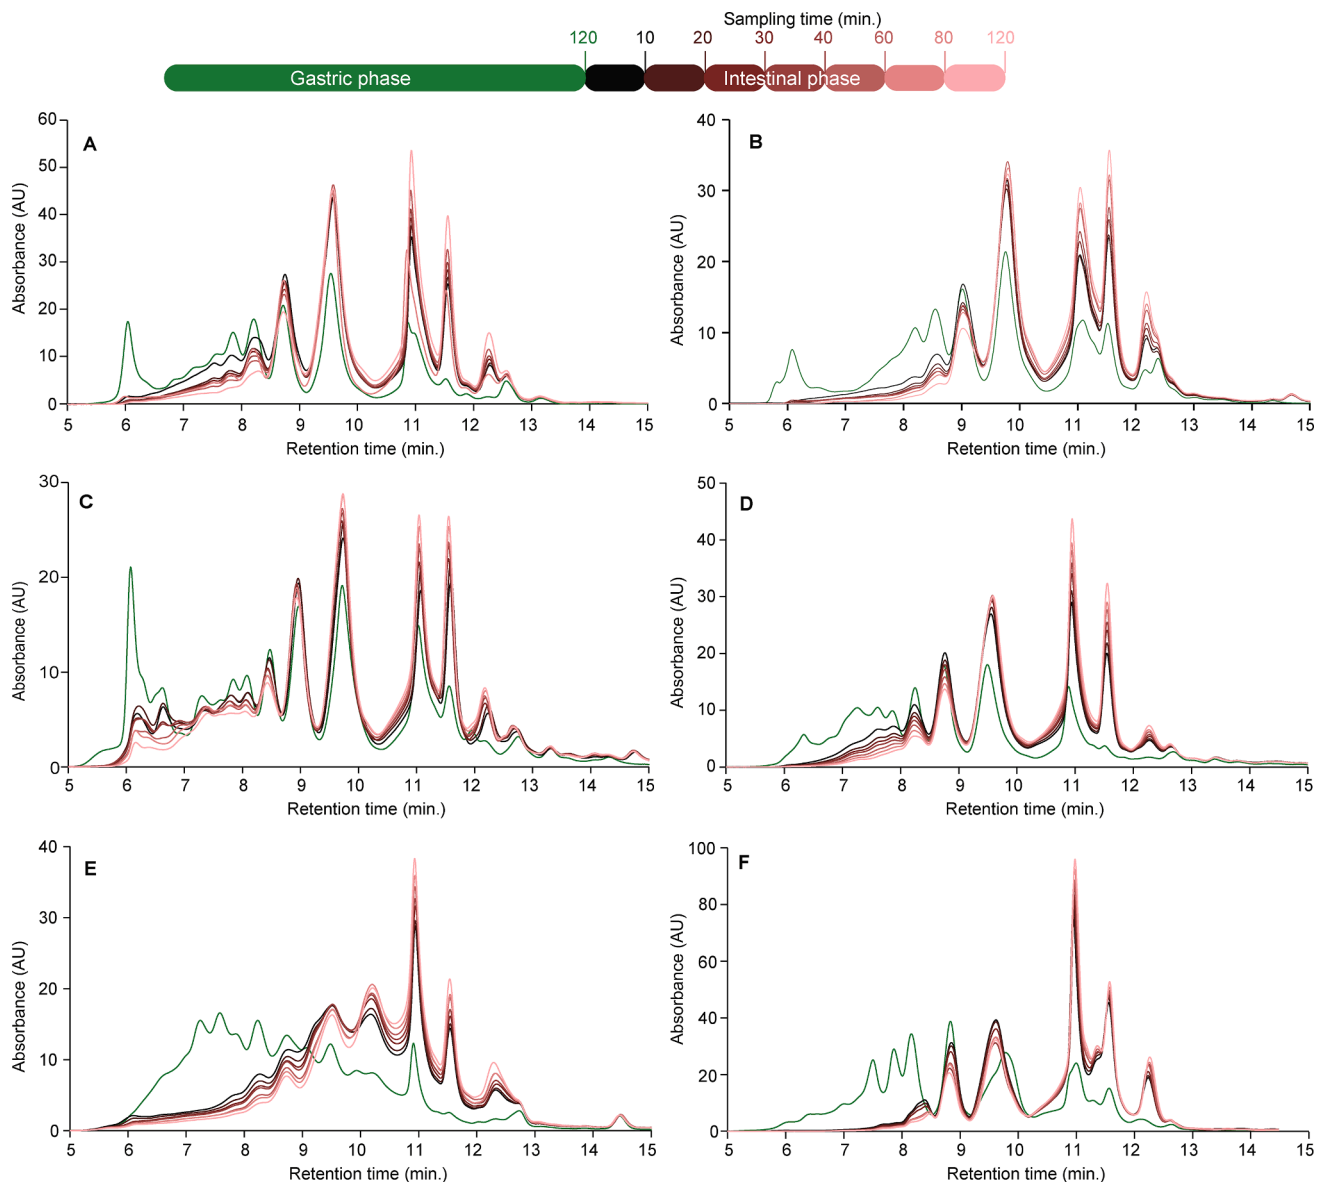 Sampling time (min.)
120 10 20 30 40 60 80 120
Gastric phase Intestinal phase
A
60
50
40
30
20
10
0
Absorbance (AU)
5 6 7 8 9 10 11 12 13 14 15
Retention time (min.)
B
40
30
20
10
0
Absorbance (AU)
5 6 7 8 9 10 11 12 13 14 15
Retention time (min.)
C
30
20
10
0
Absorbance (AU)
5 6 7 8 9 10 11 12 13 14 15
Retention time (min.)
D
50
40
30
20
10
0
Absorbance (AU)
5 6 7 8 9 10 11 12 13 14 15
Retention time (min.)
E
40
30
20
10
0
Absorbance (AU)
5 6 7 8 9 10 11 12 13 14 15
Retention time (min.)
F
100
80
60
40
20
0
Absorbance (AU)
5 6 7 8 9 10 11 12 13 14 15
Retention time (min.)